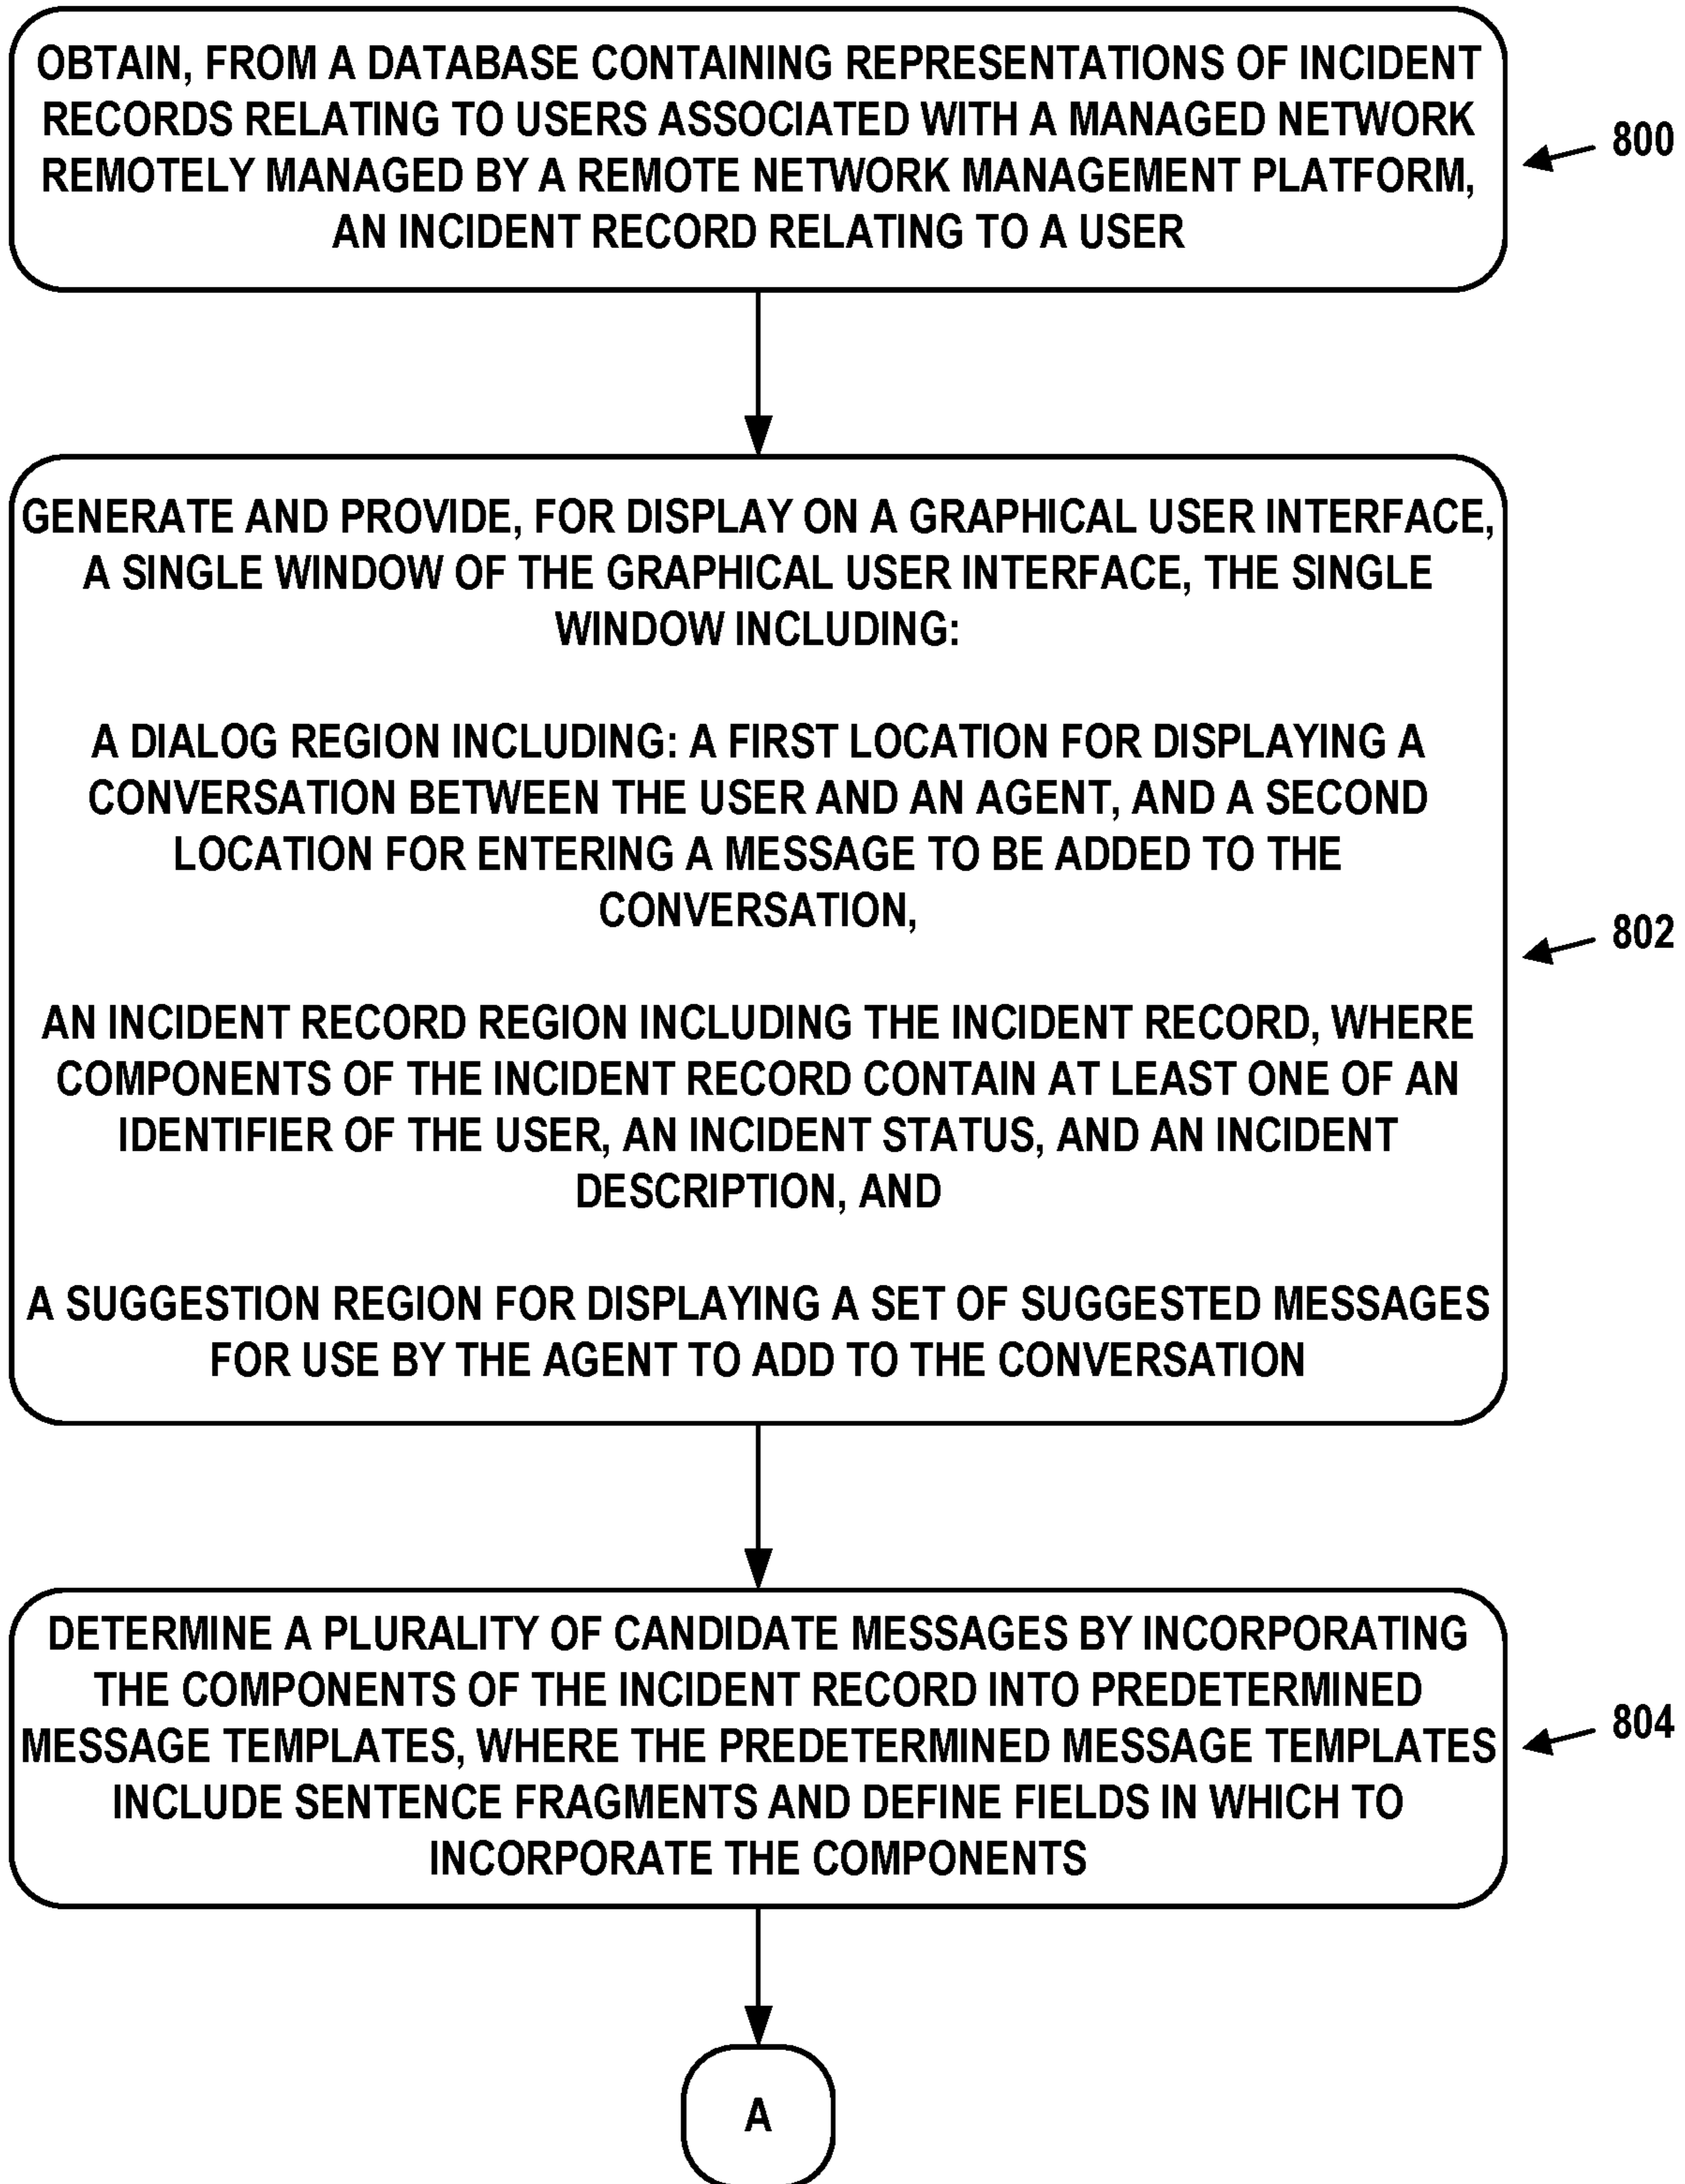 OBTAIN, FROM A DATABASE CONTAINING REPRESENTATIONS OF INCIDENT
RECORDS RELATING TO USERS ASSOCIATED WITH A MANAGED NETWORK
REMOTELY MANAGED BY A REMOTE NETWORK MANAGEMENT PLATFORM,
AN INCIDENT RECORD RELATING TO A USER
800
GENERATE AND PROVIDE, FOR DISPLAY ON A GRAPHICAL USER INTERFACE,
A SINGLE WINDOW OF THE GRAPHICAL USER INTERFACE, THE SINGLE
WINDOW INCLUDING:
A DIALOG REGION INCLUDING: A FIRST LOCATION FOR DISPLAYING A
CONVERSATION BETWEEN THE USER AND AN AGENT, AND A SECOND
LOCATION FOR ENTERING A MESSAGE TO BE ADDED TO THE
CONVERSATION,
AN INCIDENT RECORD REGION INCLUDING THE INCIDENT RECORD, WHERE
COMPONENTS OF THE INCIDENT RECORD CONTAIN AT LEAST ONE OF AN
IDENTIFIER OF THE USER, AN INCIDENT STATUS, AND AN INCIDENT
DESCRIPTION, AND
A SUGGESTION REGION FOR DISPLAYING A SET OF SUGGESTED MESSAGES
FOR USE BY THE AGENT TO ADD TO THE CONVERSATION
802
DETERMINE A PLURALITY OF CANDIDATE MESSAGES BY INCORPORATING
THE COMPONENTS OF THE INCIDENT RECORD INTO PREDETERMINED
MESSAGE TEMPLATES, WHERE THE PREDETERMINED MESSAGE TEMPLATES
INCLUDE SENTENCE FRAGMENTS AND DEFINE FIELDS IN WHICH TO
INCORPORATE THE COMPONENTS
804
A